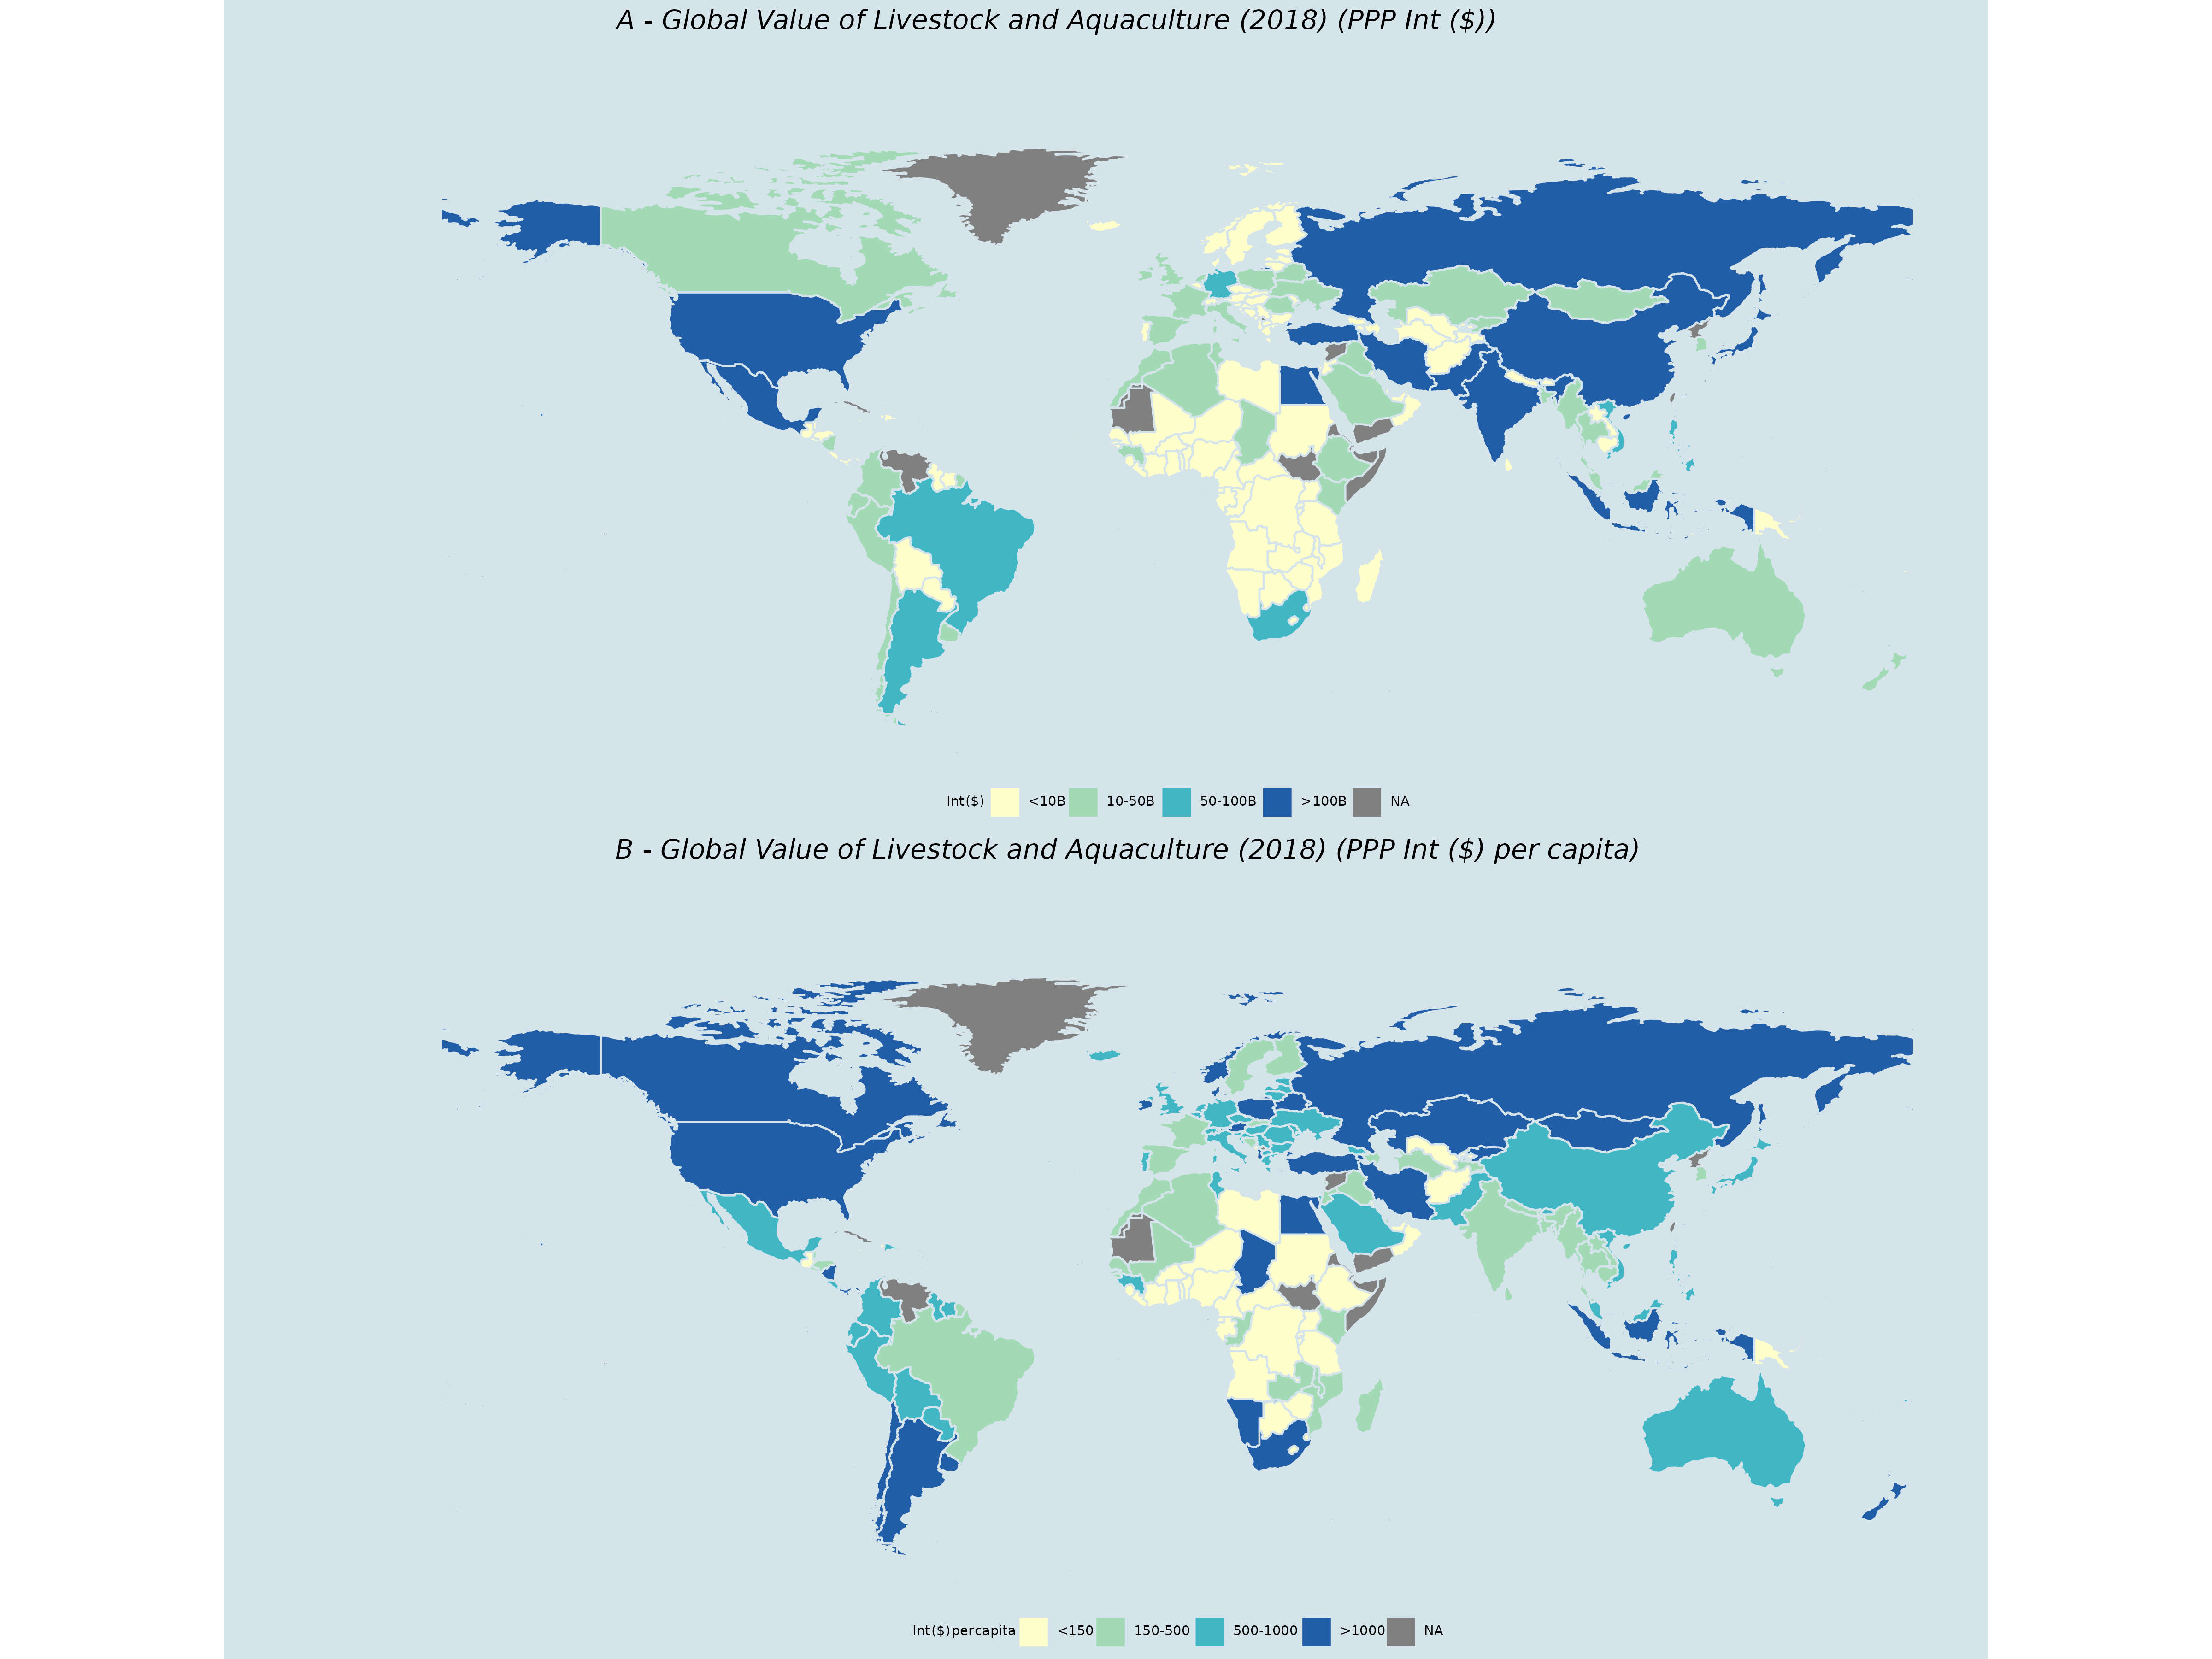 A - Global Value of Livestock and Aquaculture (2018) (PPP Int ($))
Int($) <10B 10-50B 50-100B >100B NA
B - Global Value of Livestock and Aquaculture (2018) (PPP Int ($) per capita)
Int($)percapita <150 150-500 500-1000 >1000 NA